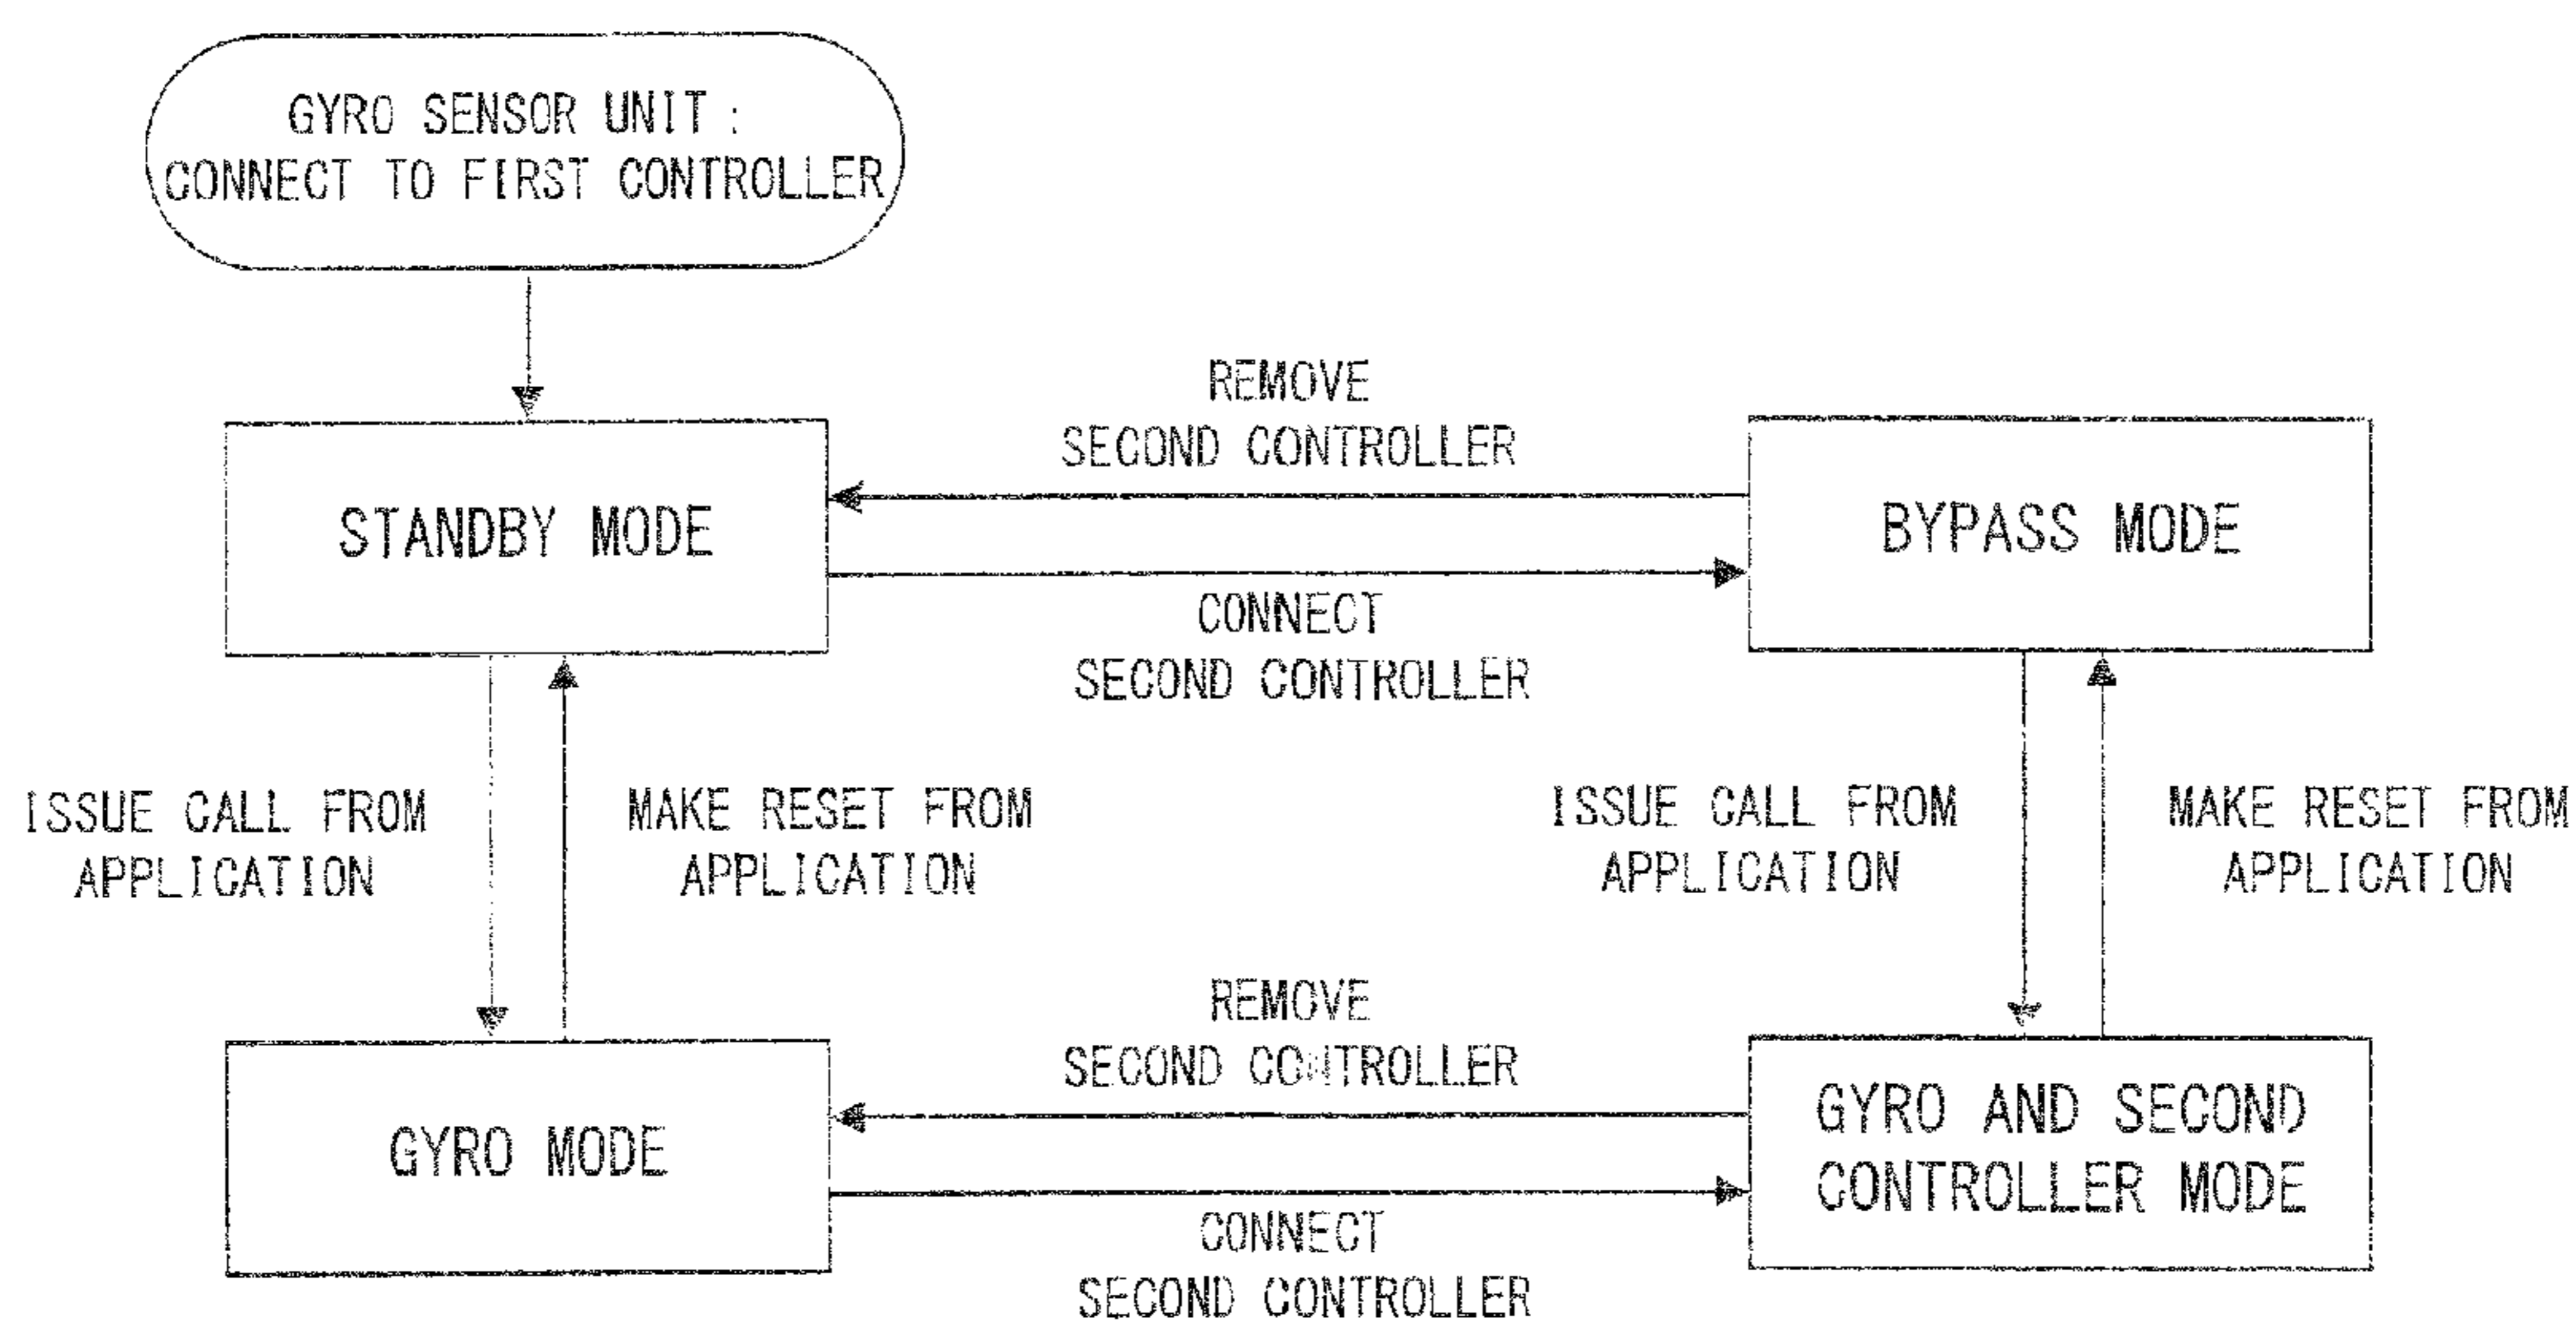 GYRO SENSOR UNIT :
CONNECT TO FIRST CONTROLLER
REMOVE
SECOND CONTROLLER
STANDBY MODE
BYPASS MODE
CONNECT
SECOND CONTROLLER
ISSUE CALL FROM
APPLICATION
MAKE RESET FROM
APPLICATION
ISSUE CALL FROM
APPLICATION
MAKE RESET FROM
APPLICATION
REMOVE
SECOND CONTROLLER
GYRO MODE
GYRO AND SECOND
CONTROLLER MODE
CONNECT
SECOND CONTROLLER